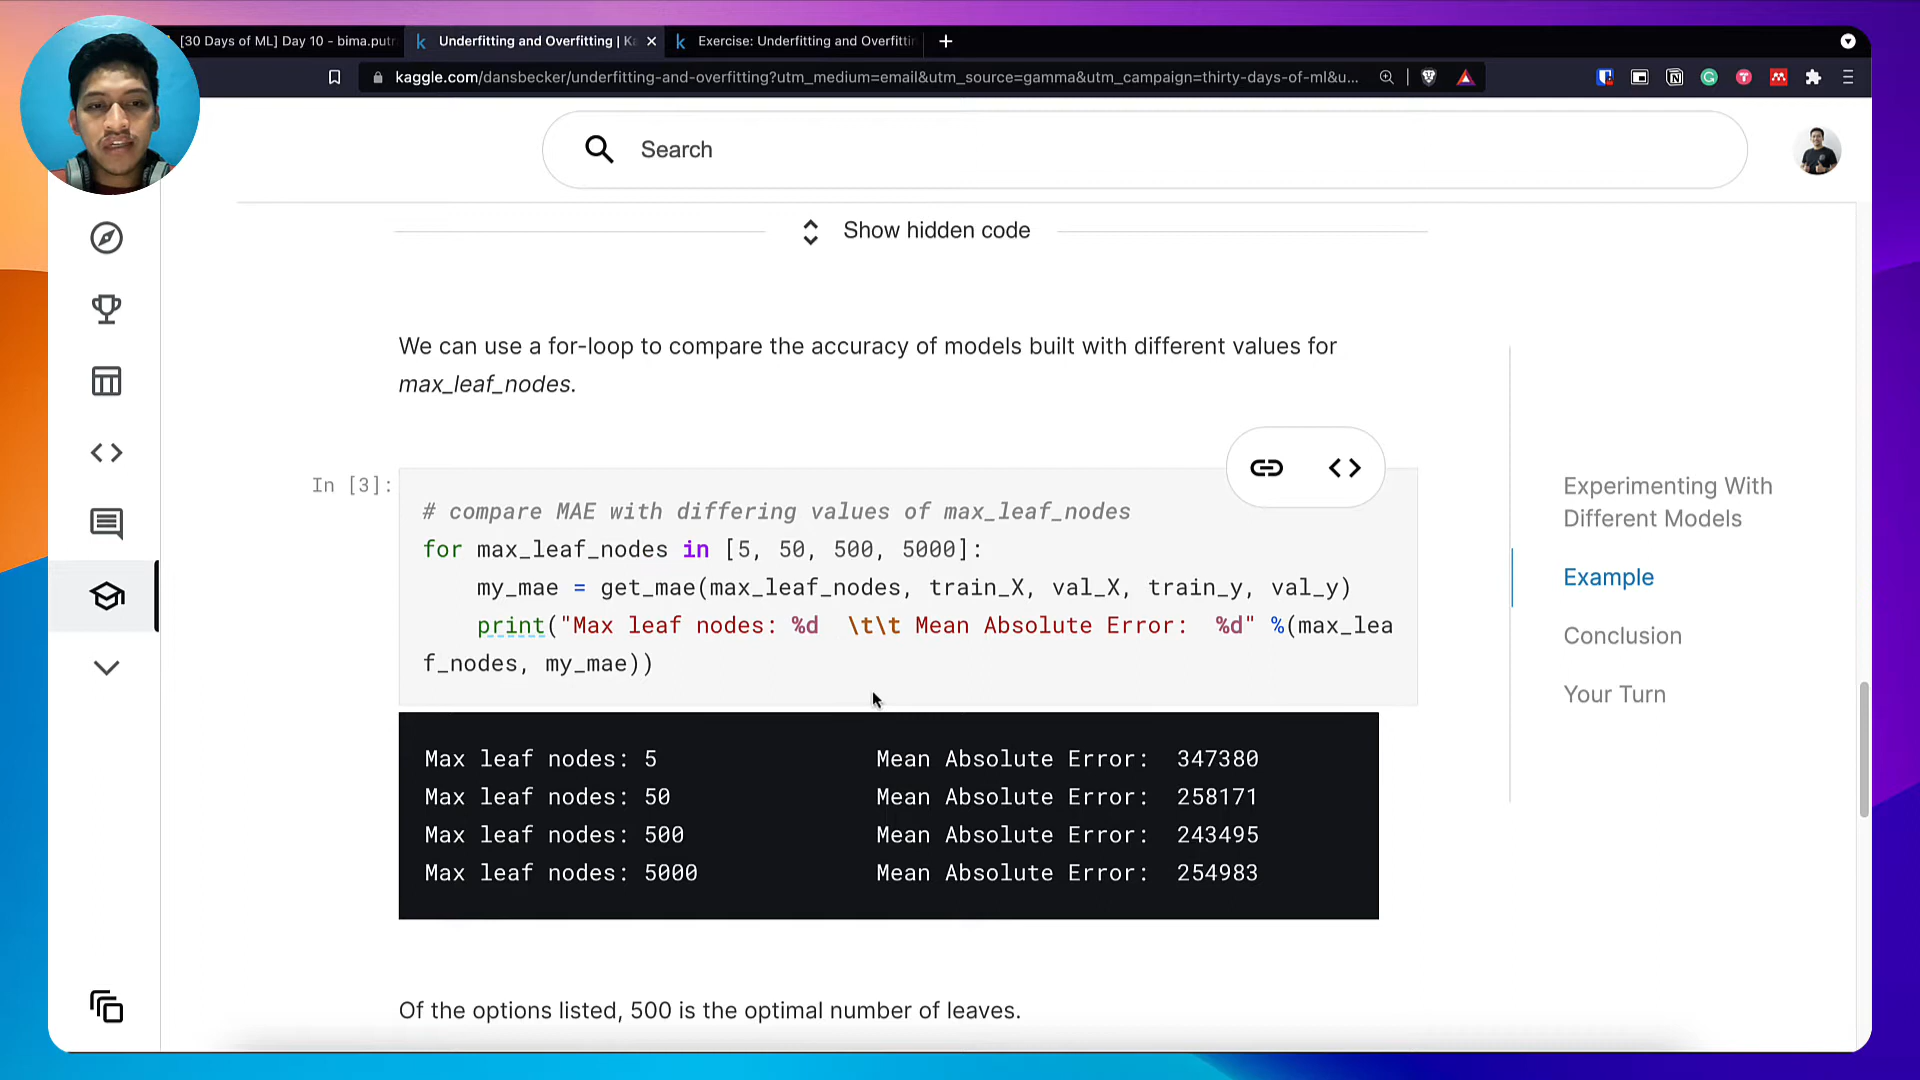 [30 Days of ML] Day 10 - bima.putr
Underfitting and Overfitting | Ka
Exercise: Underfitting and Overfittin
kaggle.com/dansbecker/underfitting-and-overfitting?utm_medium=email&utm_source=gamma&utm_campaign=thirty-days-of-ml&u...
Search
Show hidden code
We can use a for-loop to compare the accuracy of models built with different values for
max_leaf_nodes.
In [3]:
# compare MAE with differing values of max_leaf_nodes
for max_leaf_nodes in [5, 50, 500, 5000]:
    my_mae = get_mae(max_leaf_nodes, train_X, val_X, train_y, val_y)
    print("Max leaf nodes: %d  \t\t Mean Absolute Error:  %d" %(max_lea
f_nodes, my_mae))
Max leaf nodes: 5 Mean Absolute Error: 347380
Max leaf nodes: 50 Mean Absolute Error: 258171
Max leaf nodes: 500 Mean Absolute Error: 243495
Max leaf nodes: 5000 Mean Absolute Error: 254983
Of the options listed, 500 is the optimal number of leaves.
Experimenting With
Different Models
Example
Conclusion
Your Turn